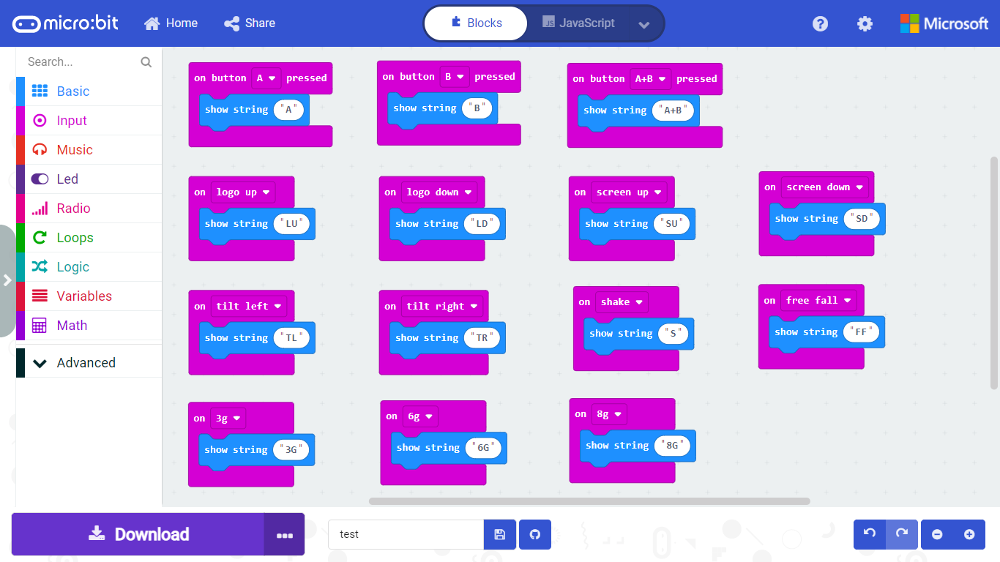 micro:bit Home Share Blocks JavaScript Microsoft
Search...
Basic
Input
Music
Led
Radio
Loops
Logic
Variables
Math
Advanced
on button A pressed
show string "A"
on button B pressed
show string "B"
on button A+B pressed
show string "A+B"
on logo up
show string "LU"
on logo down
show string "LD"
on screen up
show string "SU"
on screen down
show string "SD"
on tilt left
show string "TL"
on tilt right
show string "TR"
on shake
show string "S"
on free fall
show string "FF"
on 3g
show string "3G"
on 6g
show string "6G"
on 8g
show string "8G"
Download
test